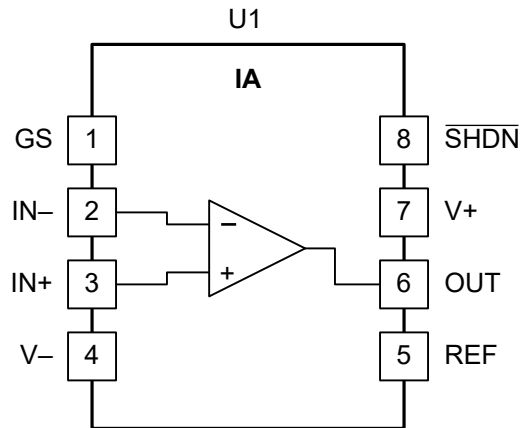 U1
IA
GS 1 8 SHDN
IN– 2 7 V+
–
IN+ 3 6 OUT
+
V– 4 5 REF